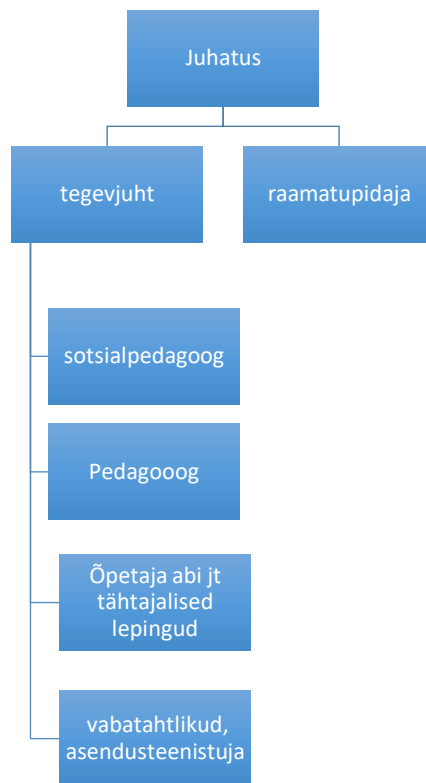 Juhatus
tegevjuht
raamatupidaja
sotsialpedagoog
Pedagooog
Õpetaja abi jt
tähtajalised
lepingud
vabatahtlikud,
asendusteenistuja